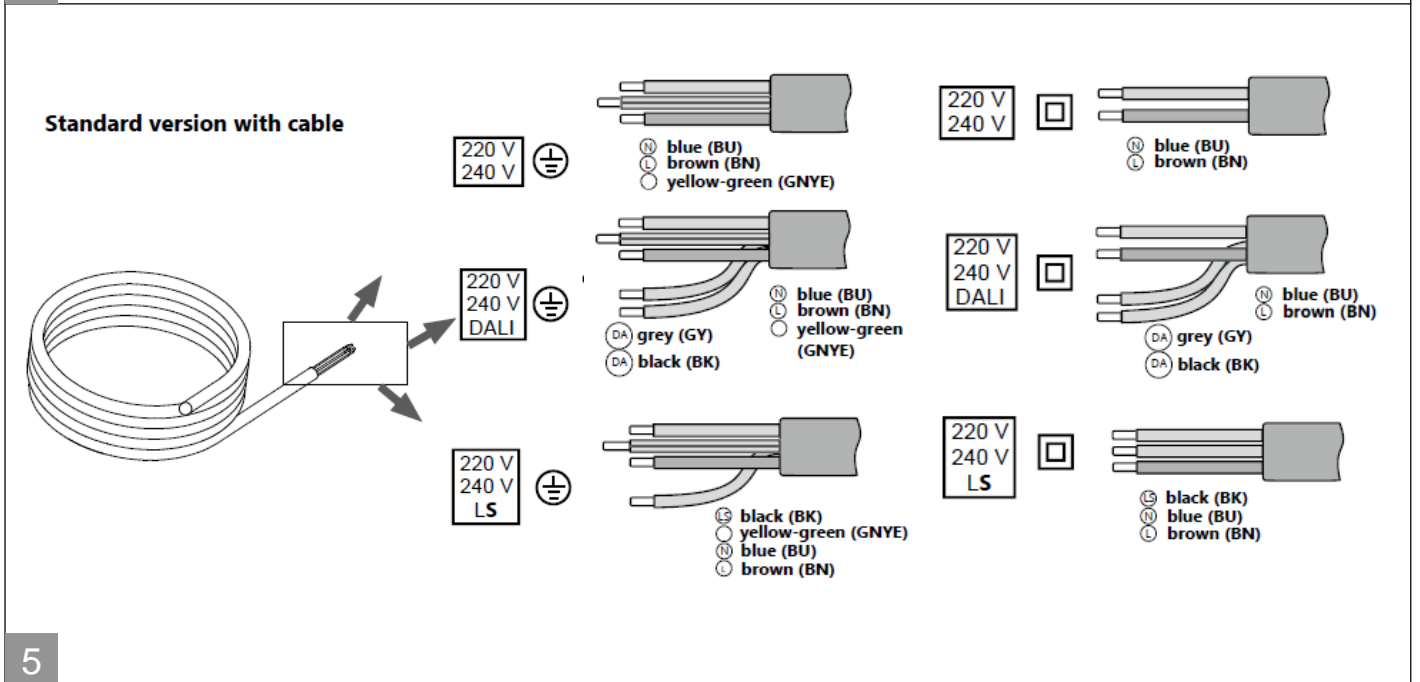 Standard version with cable
220 V
240 V
N blue (BU)
L brown (BN)
yellow-green (GNYE)
220 V
240 V
N blue (BU)
L brown (BN)
220 V
240 V
DALI
N blue (BU)
L brown (BN)
yellow-green
(GNYE)
DA grey (GY)
DA black (BK)
220 V
240 V
DALI
N blue (BU)
L brown (BN)
DA grey (GY)
DA black (BK)
220 V
240 V
LS
LS black (BK)
yellow-green (GNYE)
N blue (BU)
L brown (BN)
220 V
240 V
LS
LS black (BK)
N blue (BU)
L brown (BN)
5